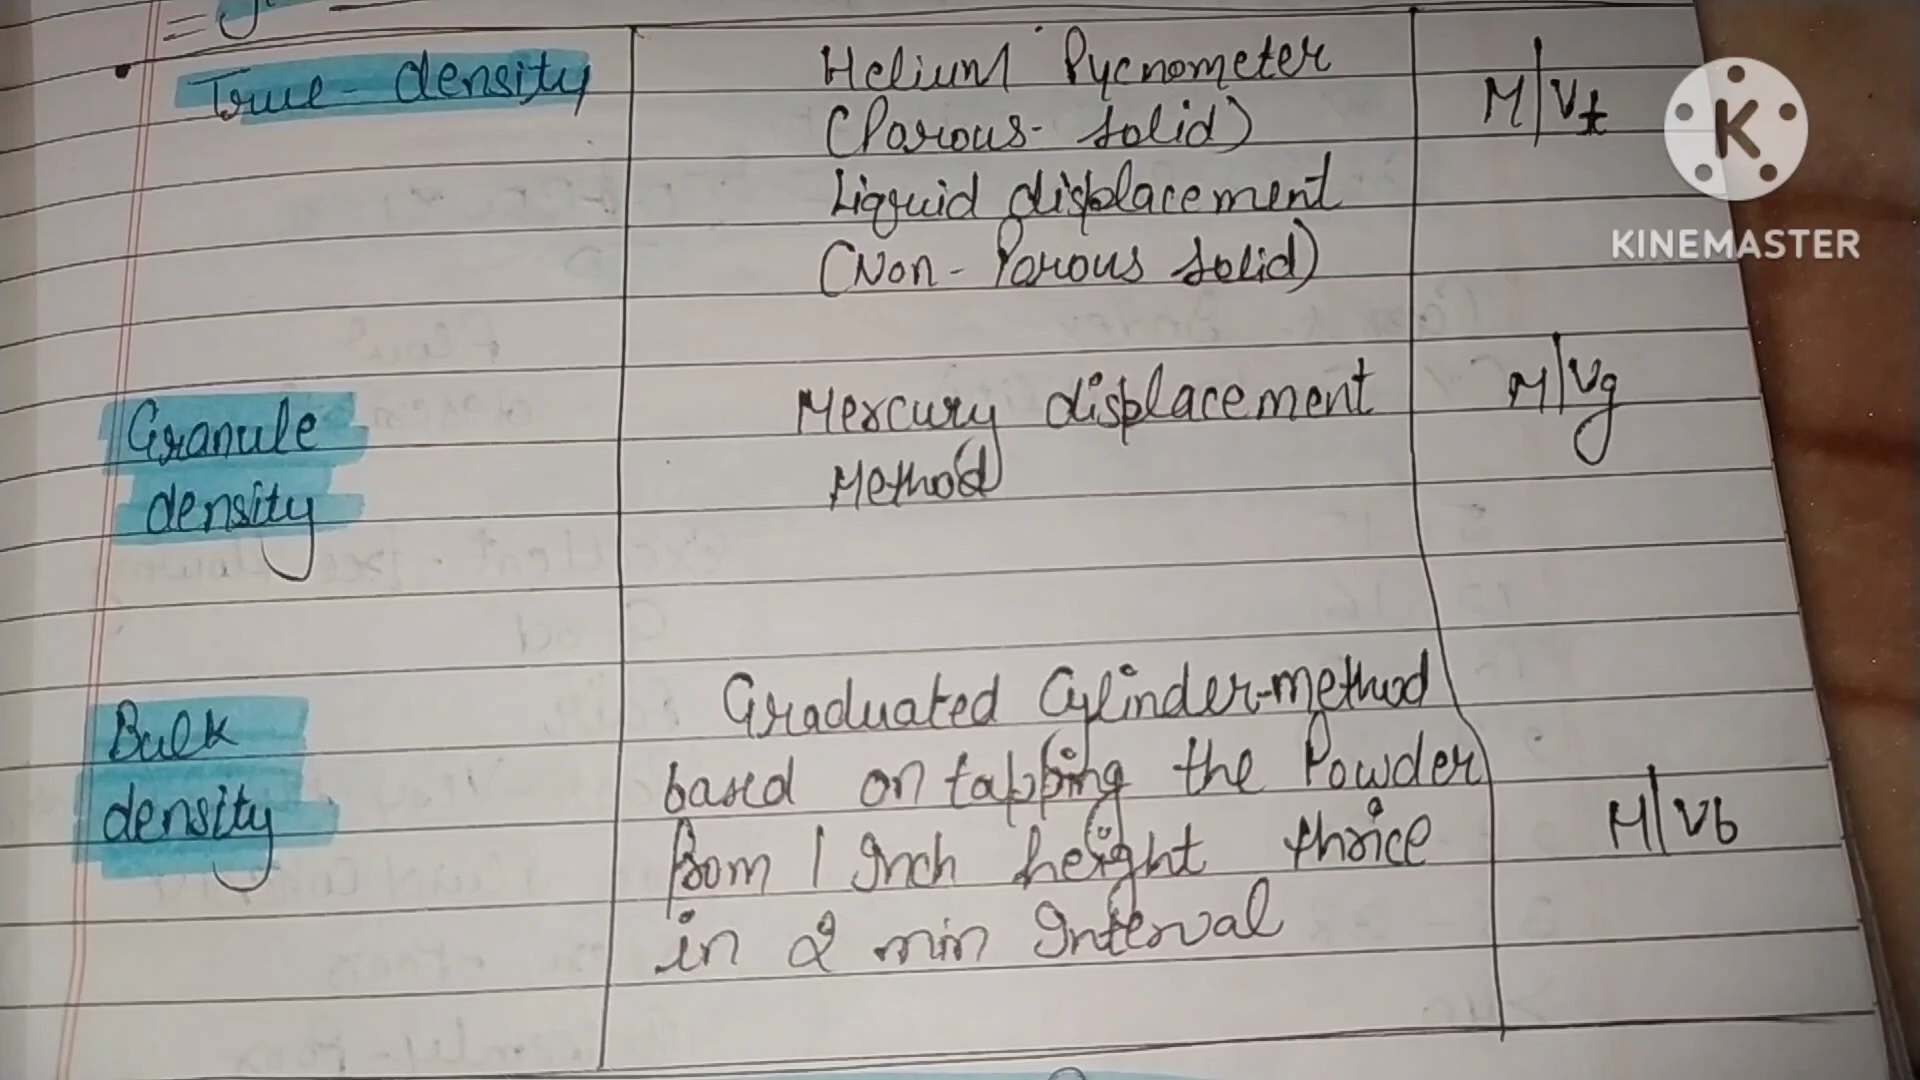 True- density
Helium Pycnometer
(Porous- solid)
Liquid displacement
(Non- Porous solid)
M/Vt
Granule
density
Mercury displacement
Method
M/Vg
Bulk
density
Graduated Cylinder-method
based on tapping the Powder
from 1 Inch height thrice
in 2 min Interval
M/Vb
K
KINEMASTER